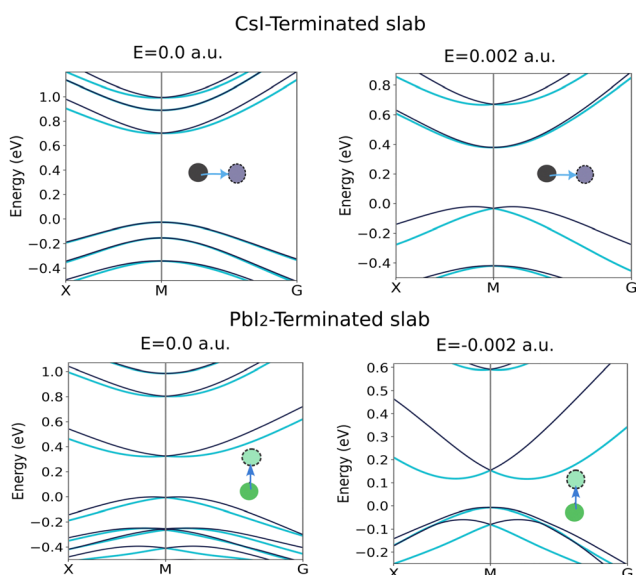 CsI-Terminated slab
E=0.0 a.u.
E=0.002 a.u.
Energy (eV)
1.0
0.8
0.6
0.4
0.2
0.0
−0.2
−0.4
X M G
Energy (eV)
0.8
0.6
0.4
0.2
0.0
−0.2
−0.4
X M G
PbI₂-Terminated slab
E=0.0 a.u.
E=-0.002 a.u.
Energy (eV)
1.0
0.8
0.6
0.4
0.2
0.0
−0.2
−0.4
X M G
Energy (eV)
0.6
0.5
0.4
0.3
0.2
0.1
0.0
−0.1
−0.2
X M G